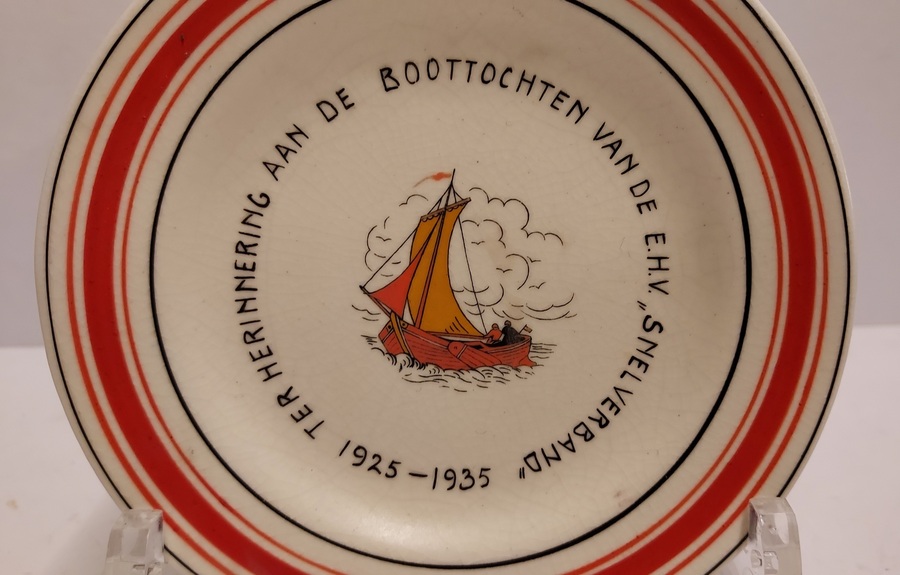 TER HERINNERING AAN DE BOOTTOCHTEN VAN DE E.H.V. „SNELVERBAND”
1925-1935